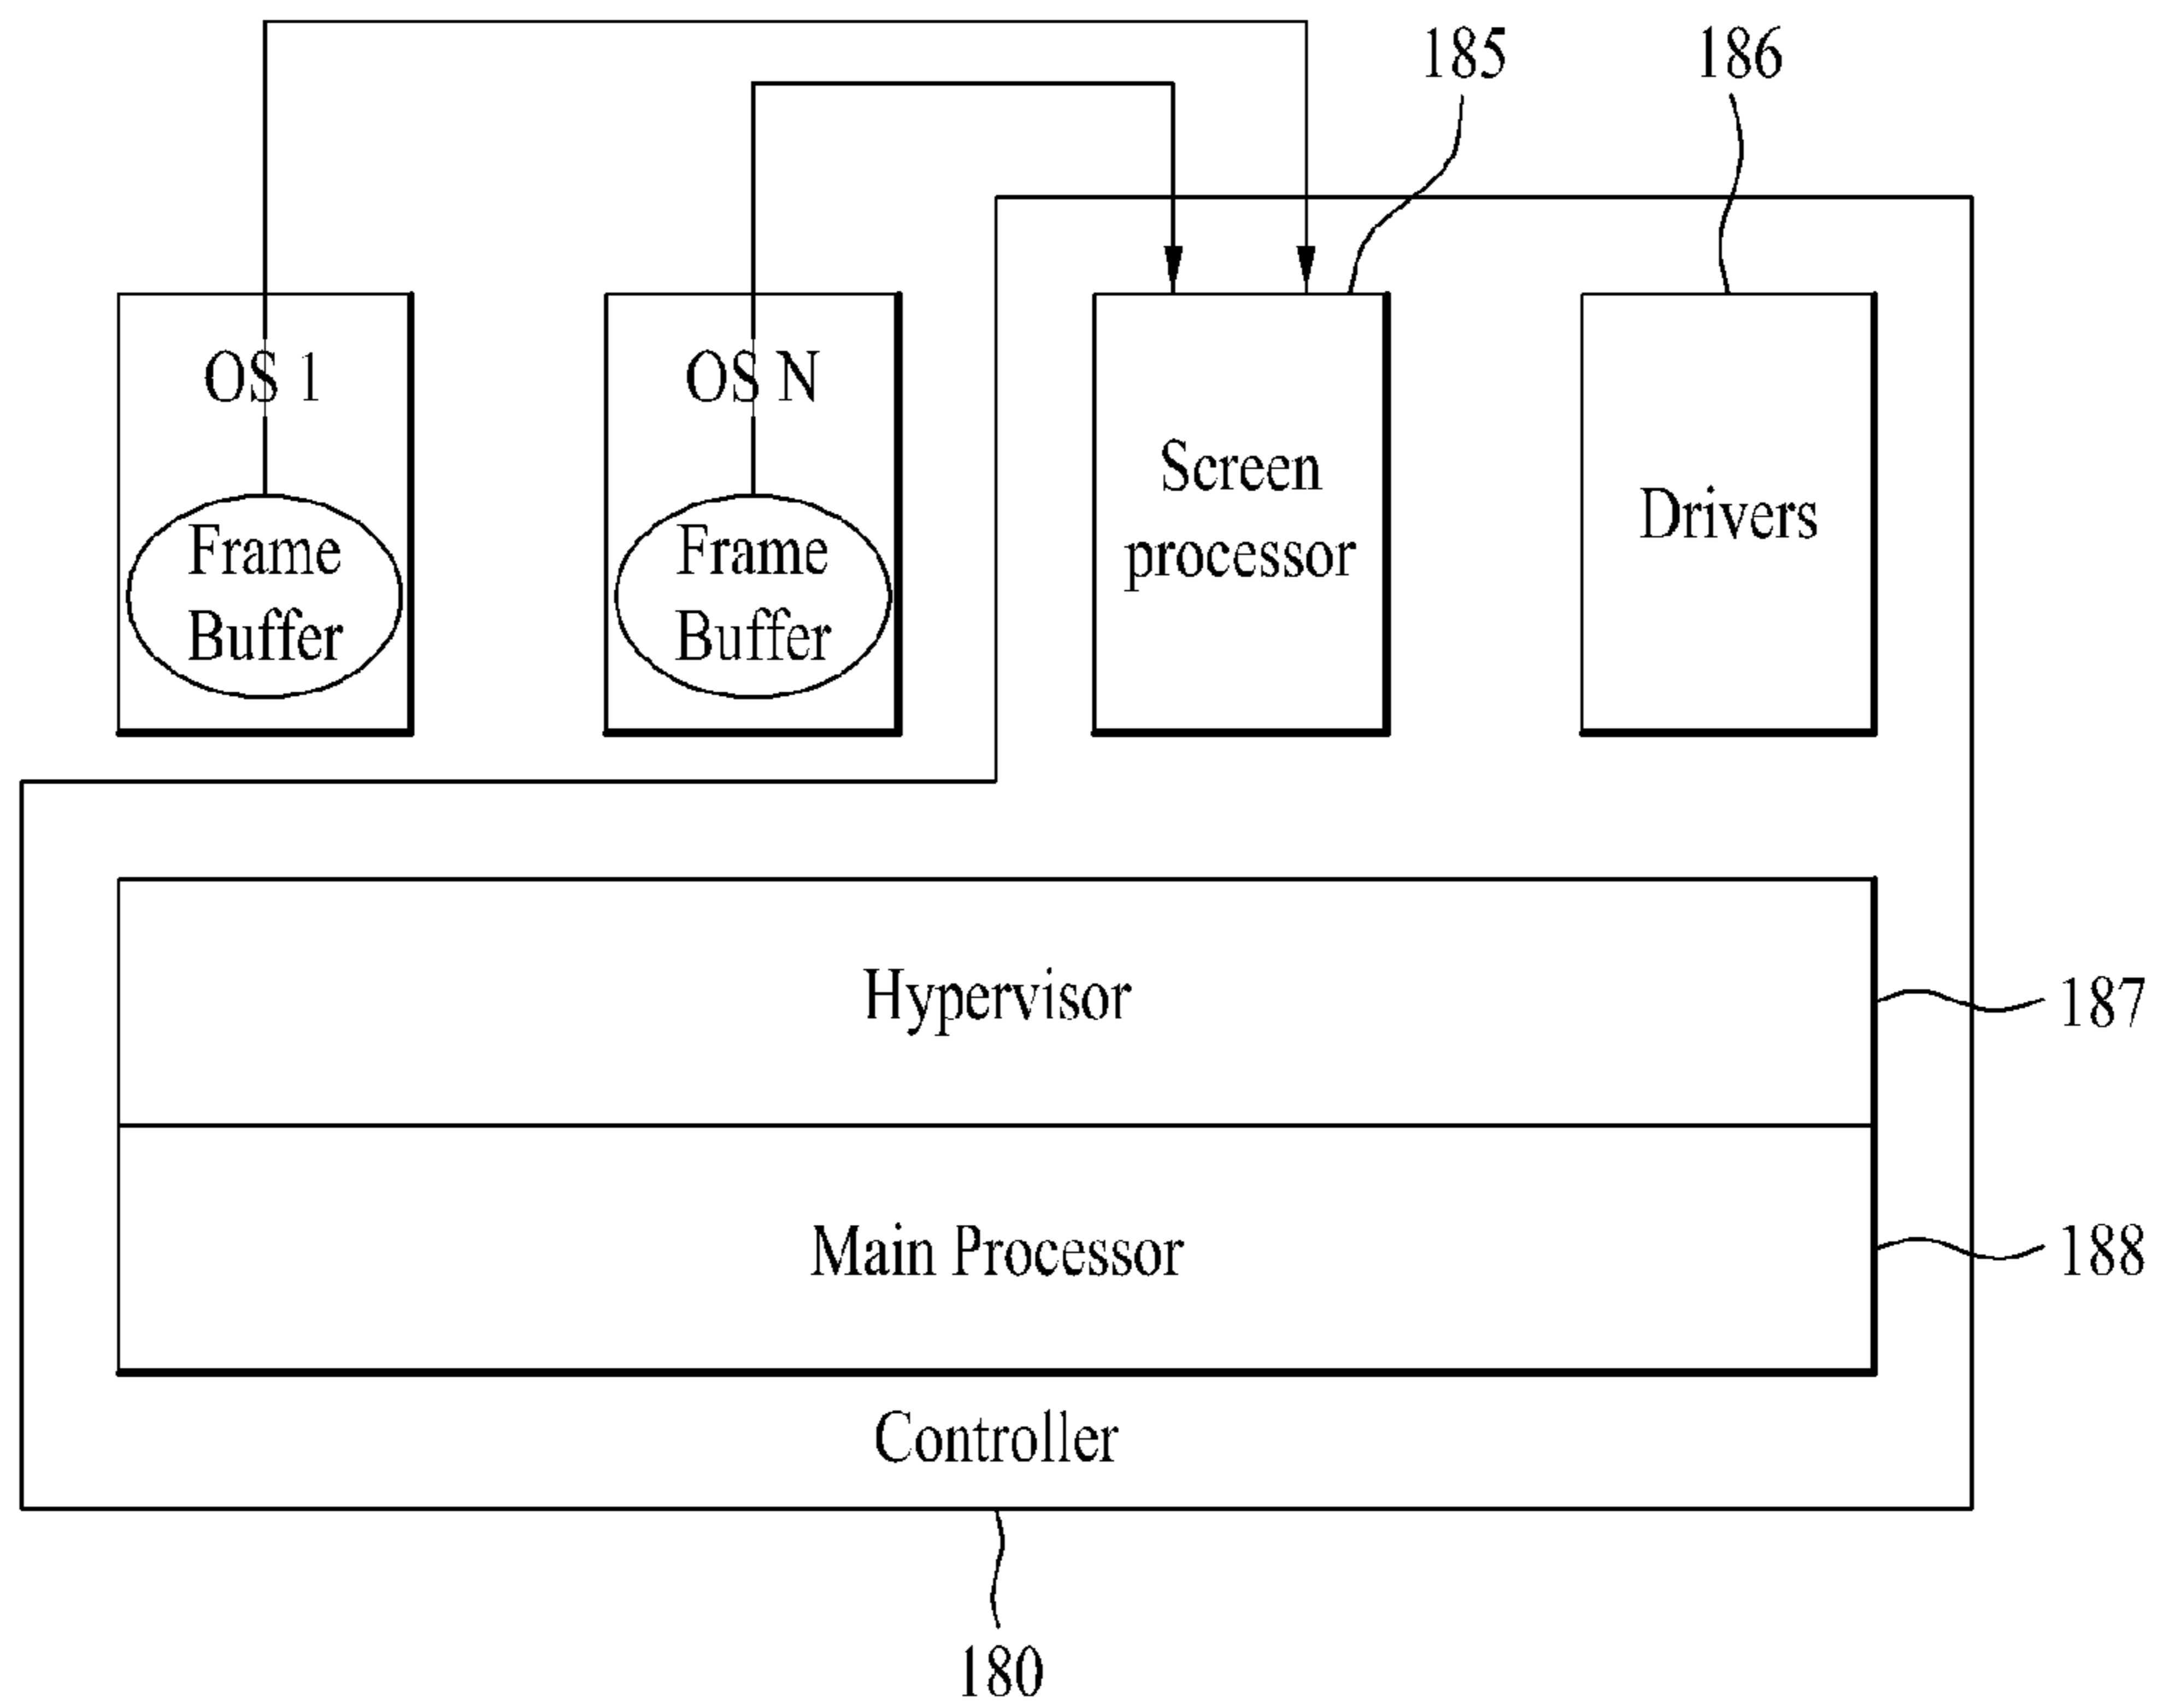 185
186
OS 1
OS N
Frame
Buffer
Frame
Buffer
Screen
processor
Drivers
Hypervisor
187
Main Processor
188
Controller
180